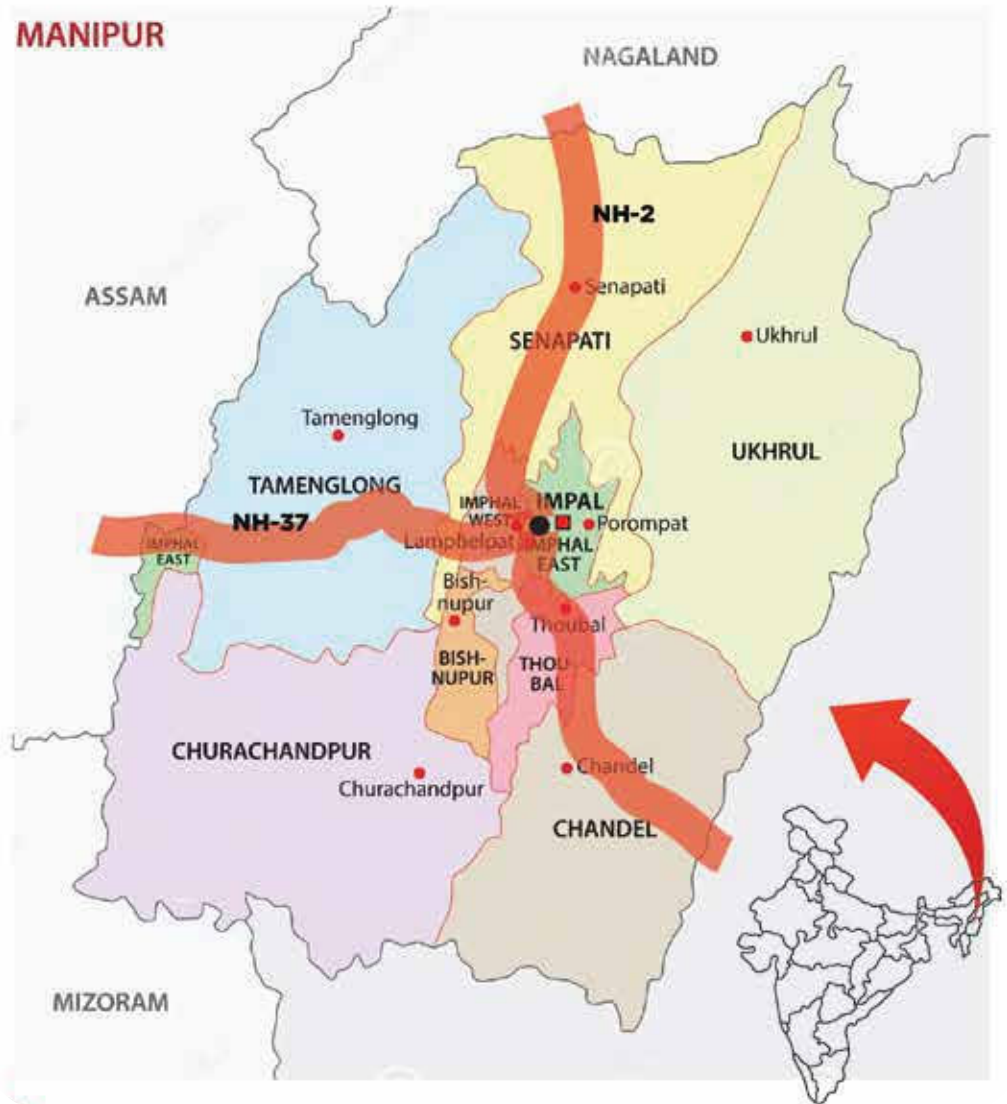 MANIPUR
NAGALAND
NH-2
Senapati
ASSAM
SENAPATI
Ukhrul
Tamenglong
UKHRUL
TAMENGLONG
NH-37
IMPHAL
WEST
IMPAL
Porompat
Lamphelpat
IMPHAL
EAST
IMPHAL
EAST
Bish-
nupur
Thoubal
BISH-
NUPUR
THOU-
BAL
CHURACHANDPUR
Churachandpur
Chandel
CHANDEL
MIZORAM